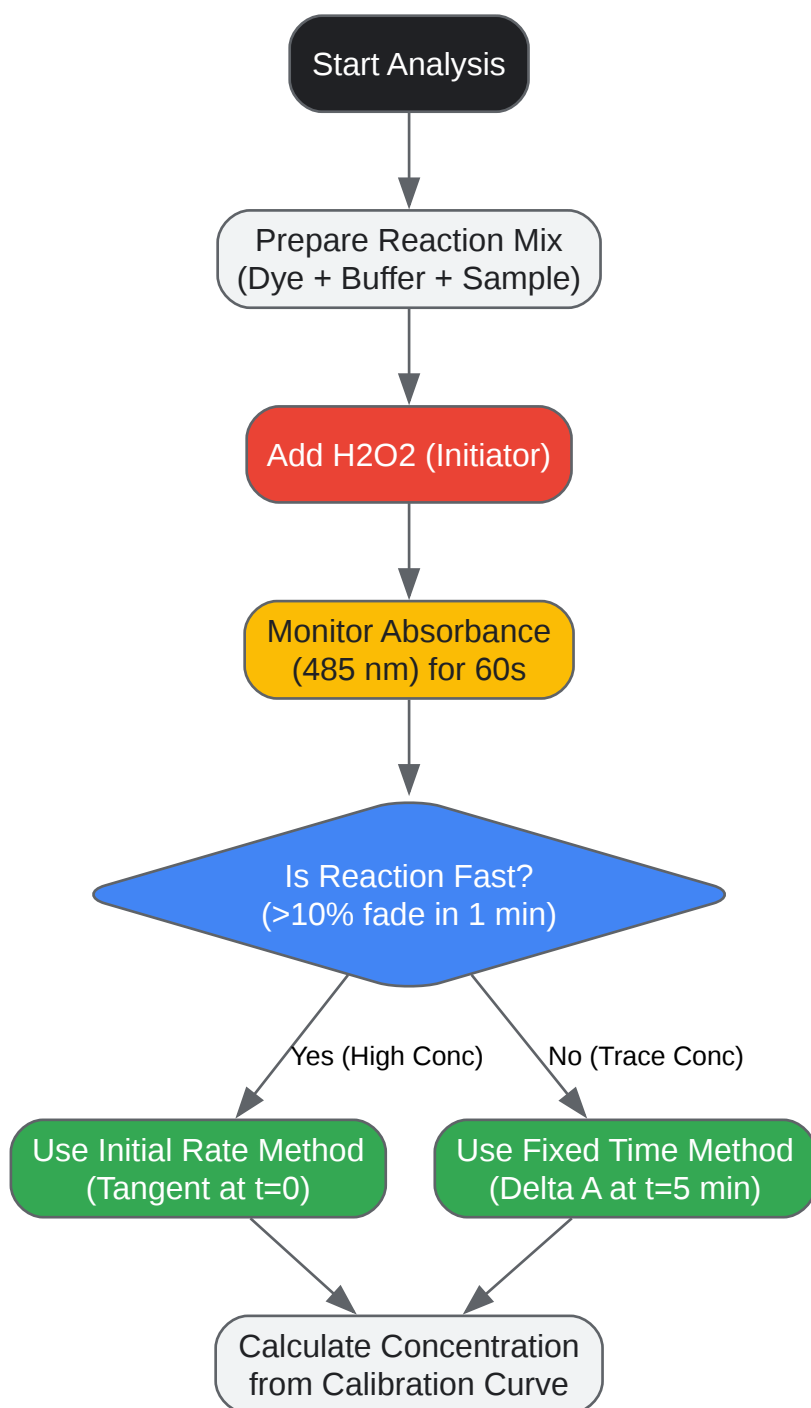 Start Analysis
Prepare Reaction Mix
(Dye + Buffer + Sample)
Add H2O2 (Initiator)
Monitor Absorbance
(485 nm) for 60s
Is Reaction Fast?
(>10% fade in 1 min)
Yes (High Conc)
No (Trace Conc)
Use Initial Rate Method
(Tangent at t=0)
Use Fixed Time Method
(Delta A at t=5 min)
Calculate Concentration
from Calibration Curve